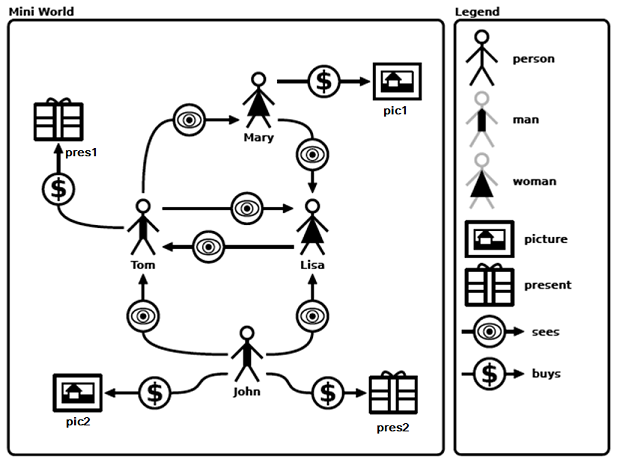 Mini World
Legend
person
man
woman
picture
present
sees
buys
pic1
Mary
pres1
Tom
Lisa
John
pic2
pres2
$
$
$
$
$